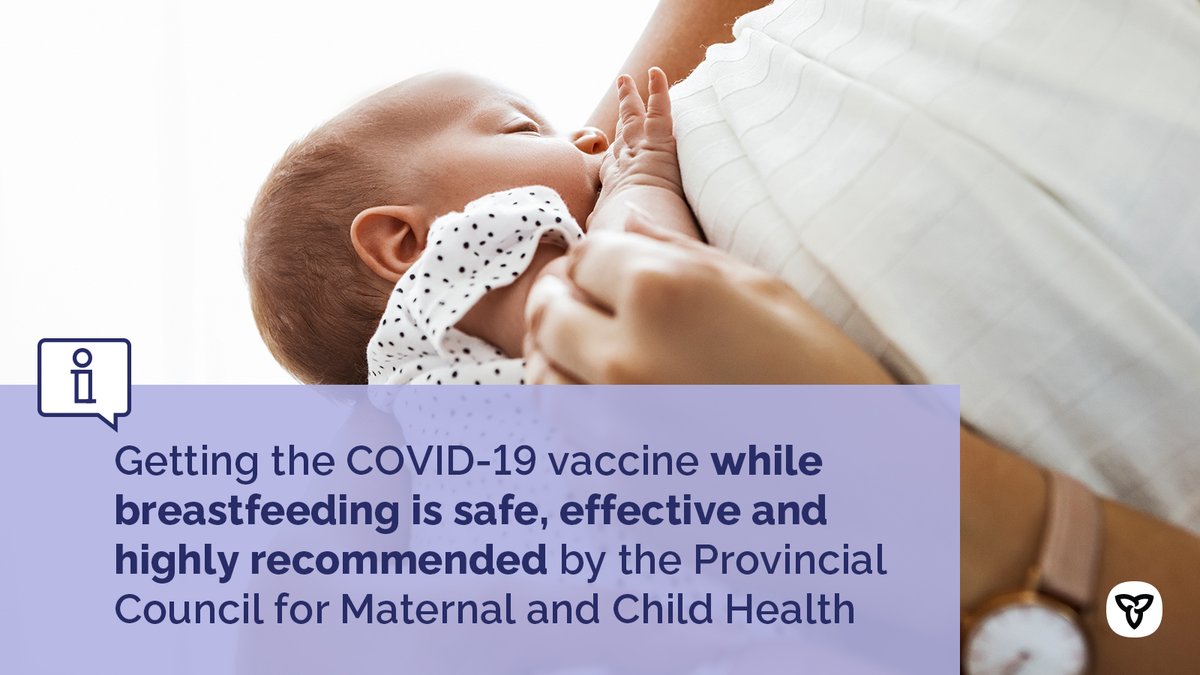 Getting the COVID-19 vaccine while
breastfeeding is safe, effective and
highly recommended by the Provincial
Council for Maternal and Child Health